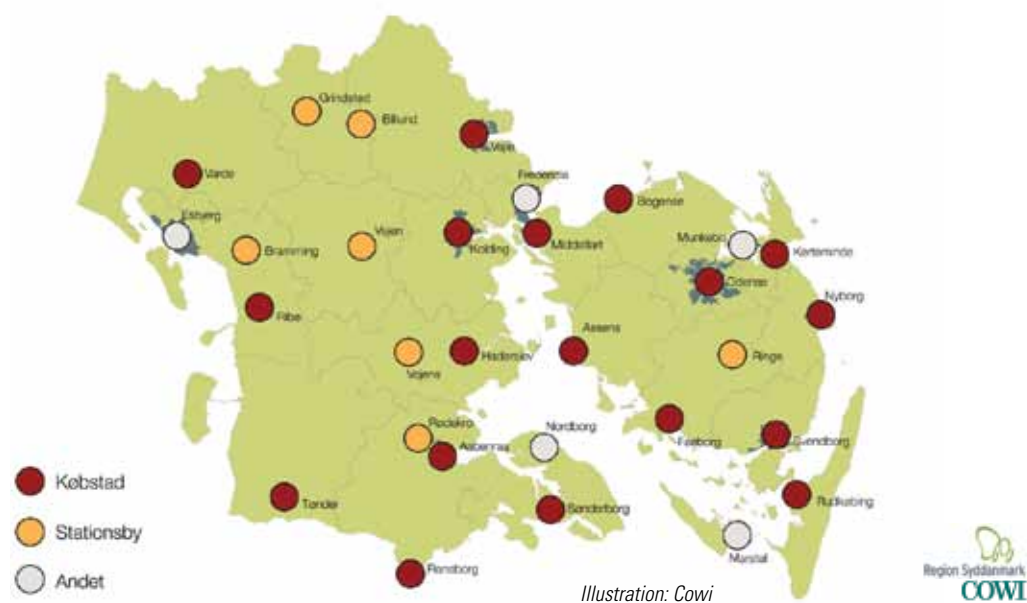 Grindsted
Billund
Vejle
Fredericia
Varde
Bogense
Esbjerg
Munkebo
Bramming
Vejen
Kolding
Middelfart
Kerteminde
Odense
Nyborg
Ribe
Assens
Vojens
Haderslev
Ringe
Rødekro
Nordborg
Aabenraa
Faaborg
Svendborg
Købstad
Tønder
Sønderborg
Rudkøbing
Stationsby
Marstal
Andet
Illustration: Cowi
Region Syddanmark
COWI